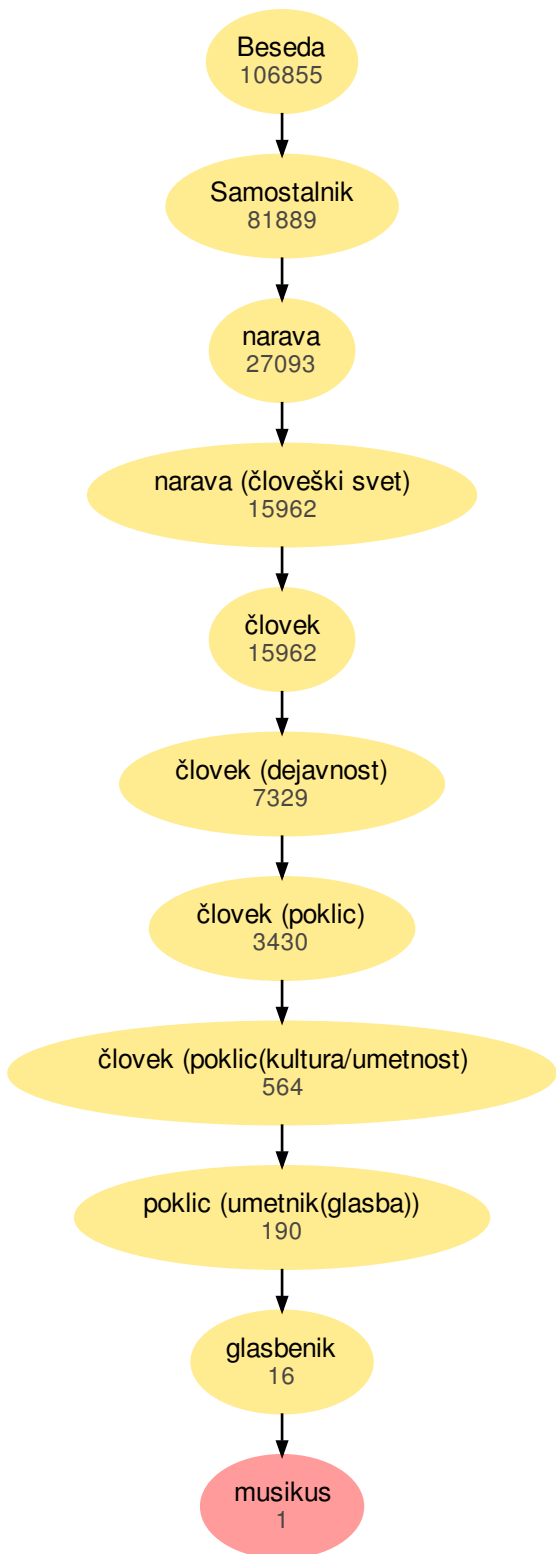 Beseda
106855
Samostalnik
81889
narava
27093
narava (človeški svet)
15962
človek
15962
človek (dejavnost)
7329
človek (poklic)
3430
človek (poklic(kultura/umetnost)
564
poklic (umetnik(glasba))
190
glasbenik
16
musikus
1